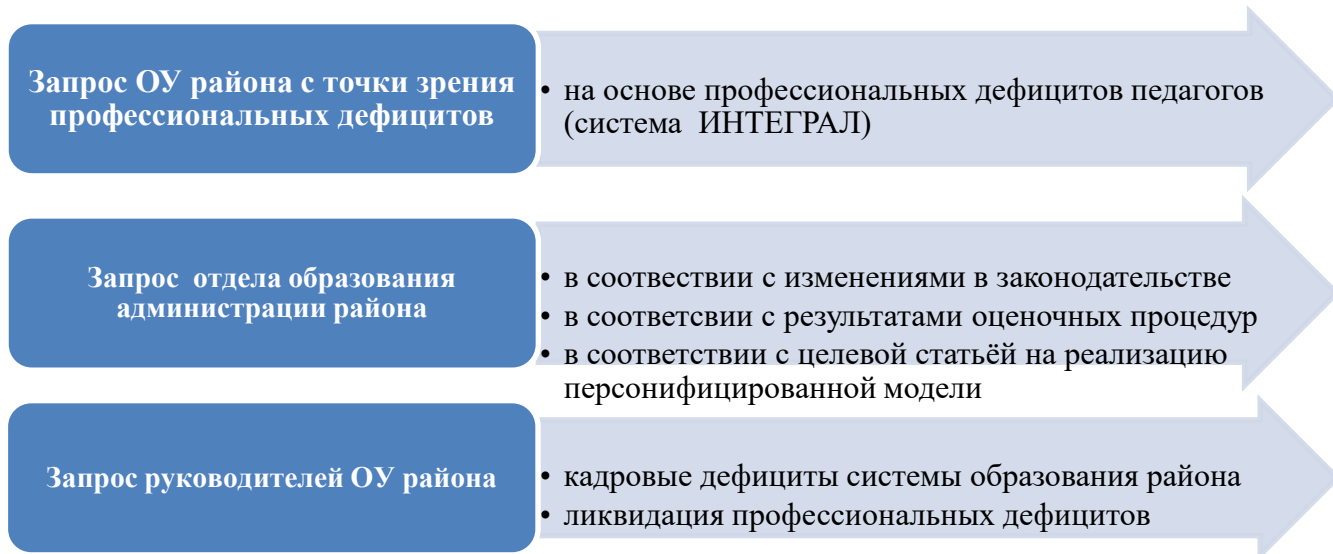 Запрос ОУ района с точки зрения
профессиональных дефицитов
• на основе профессиональных дефицитов педагогов
(система ИНТЕГРАЛ)
Запрос отдела образования
администрации района
• в соотвествии с изменениями в законодательстве
• в соответсвии с результатами оценочных процедур
• в соответствии с целевой статьёй на реализацию
персонифицированной модели
Запрос руководителей ОУ района
• кадровые дефициты системы образования района
• ликвидация профессиональных дефицитов